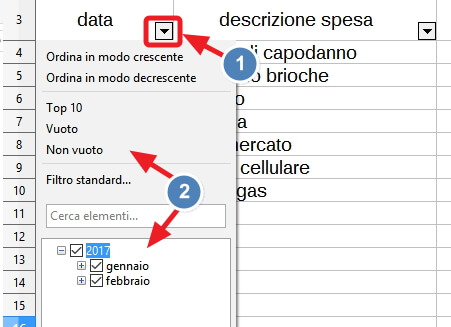 3 data descrizione spesa
1
4 di capodanno
Ordina in modo crescente
5 o brioche
Ordina in modo decrescente
6 o
Top 10
7 a
Vuoto
8 mercato
Non vuoto
9 cellulare
2
Filtro standard...
10 gas
Cerca elementi...
11
12
2017
13
gennaio
14
febbraio
15
16